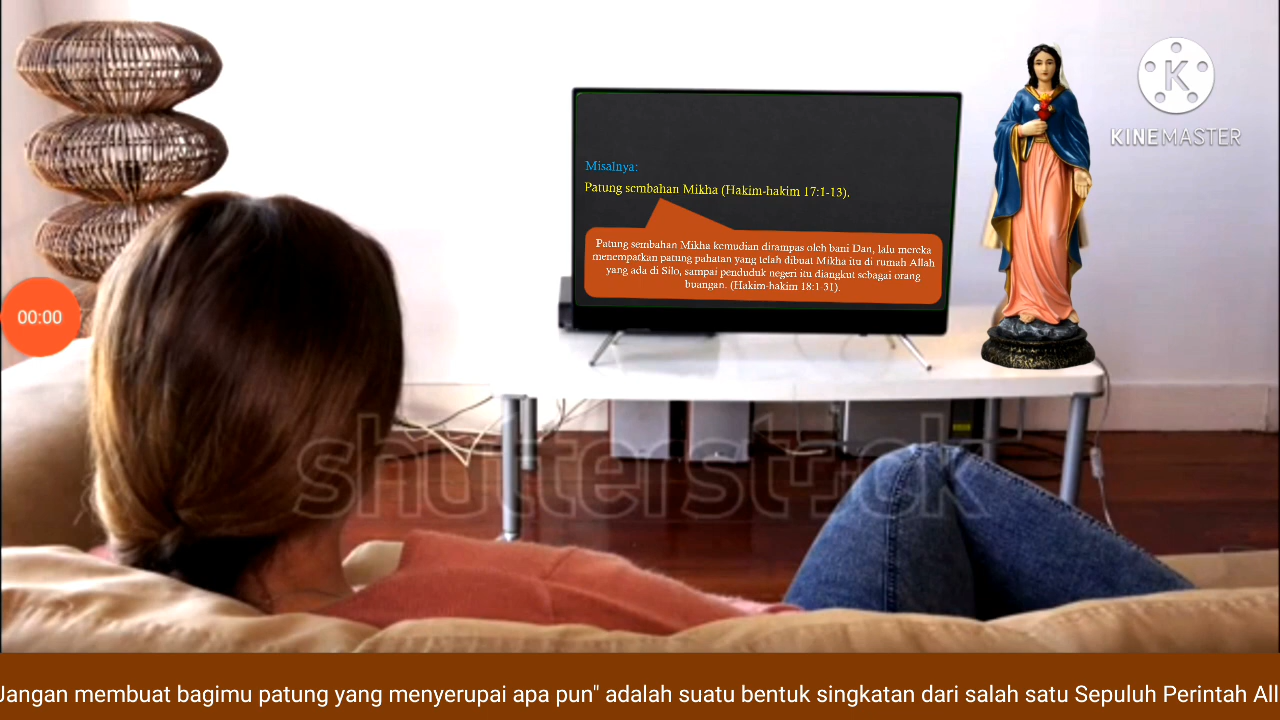 K
KINEMASTER
Misalnya:
Patung sembahan Mikha (Hakim-hakim 17:1-13).
Patung sembahan Mikha kemudian dirampas oleh bani Dan, lalu mereka
menempatkan patung pahatan yang telah dibuat Mikha itu di rumah Allah
yang ada di Silo, sampai penduduk negeri itu diangkut sebagai orang
buangan. (Hakim-hakim 18:1-31).
00:00
shutterstock
Jangan membuat bagimu patung yang menyerupai apa pun" adalah suatu bentuk singkatan dari salah satu Sepuluh Perintah All